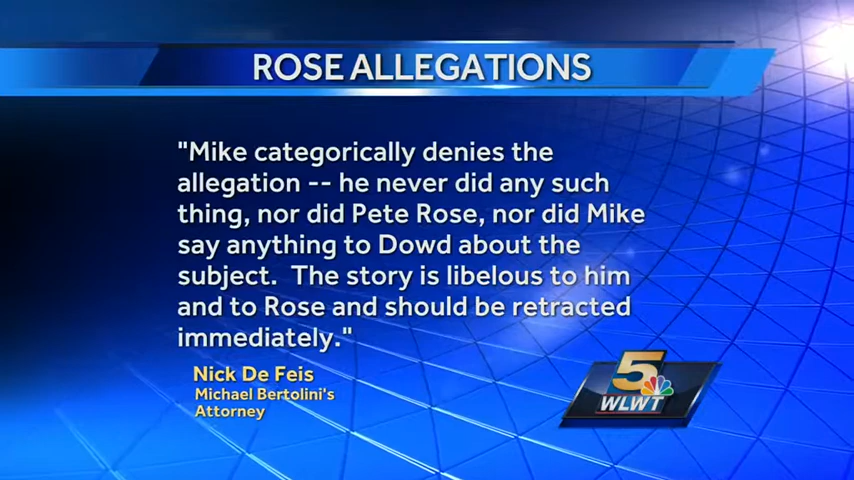 ROSE ALLEGATIONS
"Mike categorically denies the
allegation -- he never did any such
thing, nor did Pete Rose, nor did Mike
say anything to Dowd about the
subject.  The story is libelous to him
and to Rose and should be retracted
immediately."
Nick De Feis
Michael Bertolini's
Attorney
5
WLWT